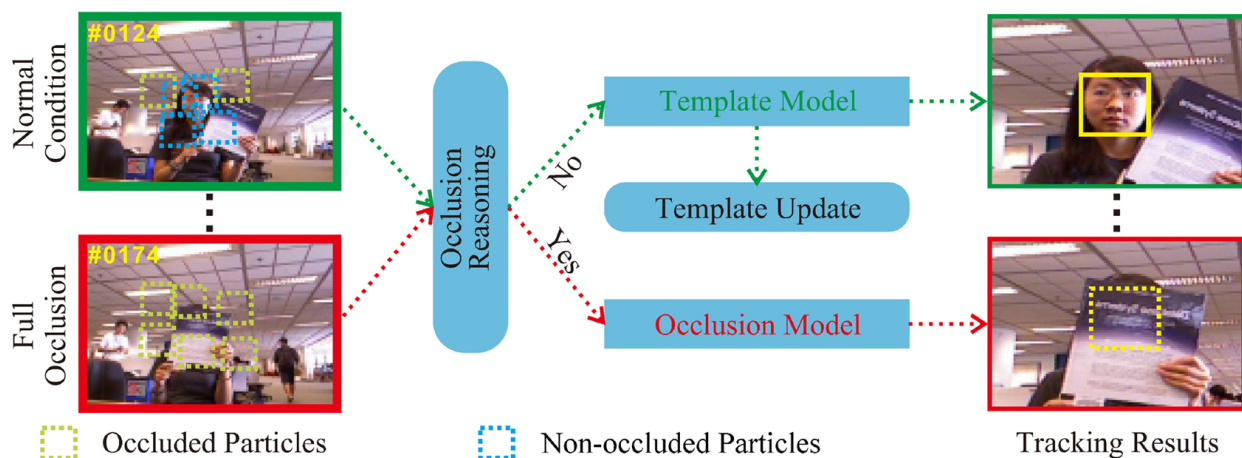 Normal
Condition
#0124
Occlusion
Reasoning
No
Yes
Template Model
Template Update
Occlusion Model
Full
Occlusion
#0174
Occluded Particles
Non-occluded Particles
Tracking Results